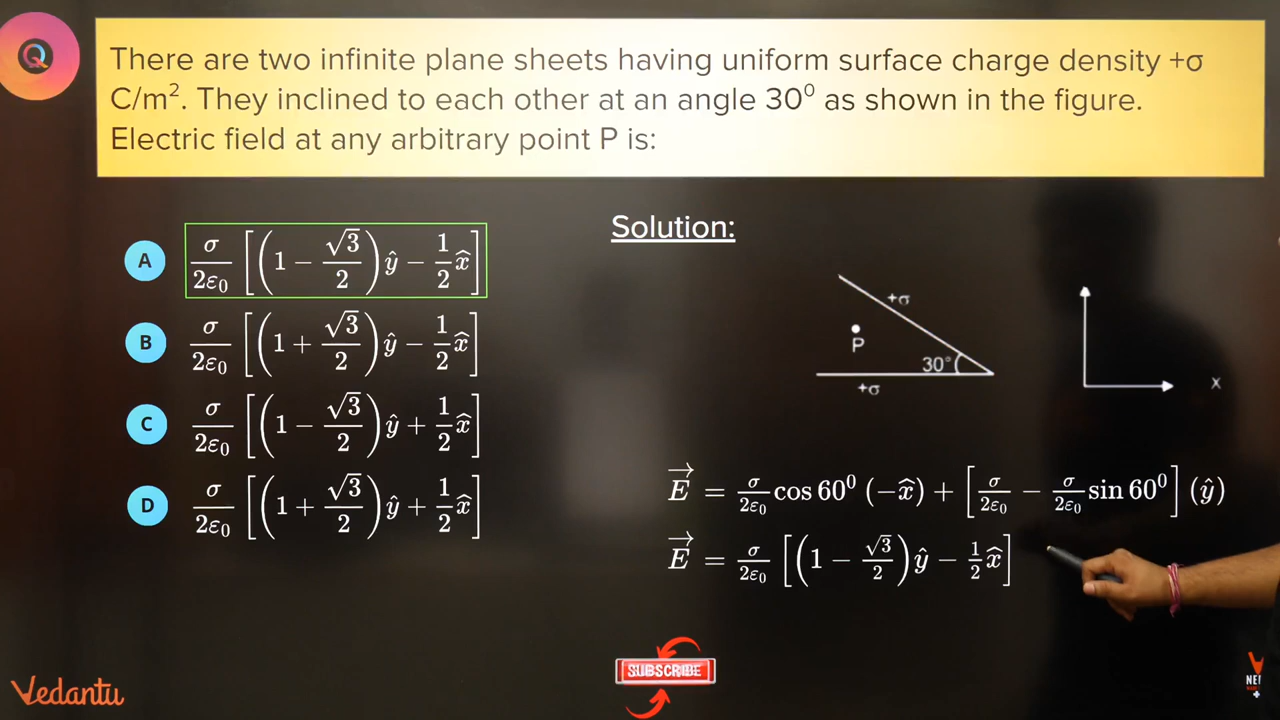 Q
There are two infinite plane sheets having uniform surface charge density +σ
C/m². They inclined to each other at an angle 30⁰ as shown in the figure.
Electric field at any arbitrary point P is:
Solution:
A σ/2ε₀ [(1 − √3/2) ŷ − 1/2 x̂]
B σ/2ε₀ [(1 + √3/2) ŷ − 1/2 x̂]
C σ/2ε₀ [(1 − √3/2) ŷ + 1/2 x̂]
D σ/2ε₀ [(1 + √3/2) ŷ + 1/2 x̂]
+σ
P
30°
+σ
x
E⃗ = σ/2ε₀ cos 60⁰ (−x̂) + [σ/2ε₀ − σ/2ε₀ sin 60⁰] (ŷ)
E⃗ = σ/2ε₀ [(1 − √3/2) ŷ − 1/2 x̂]
SUBSCRIBE
Vedantu